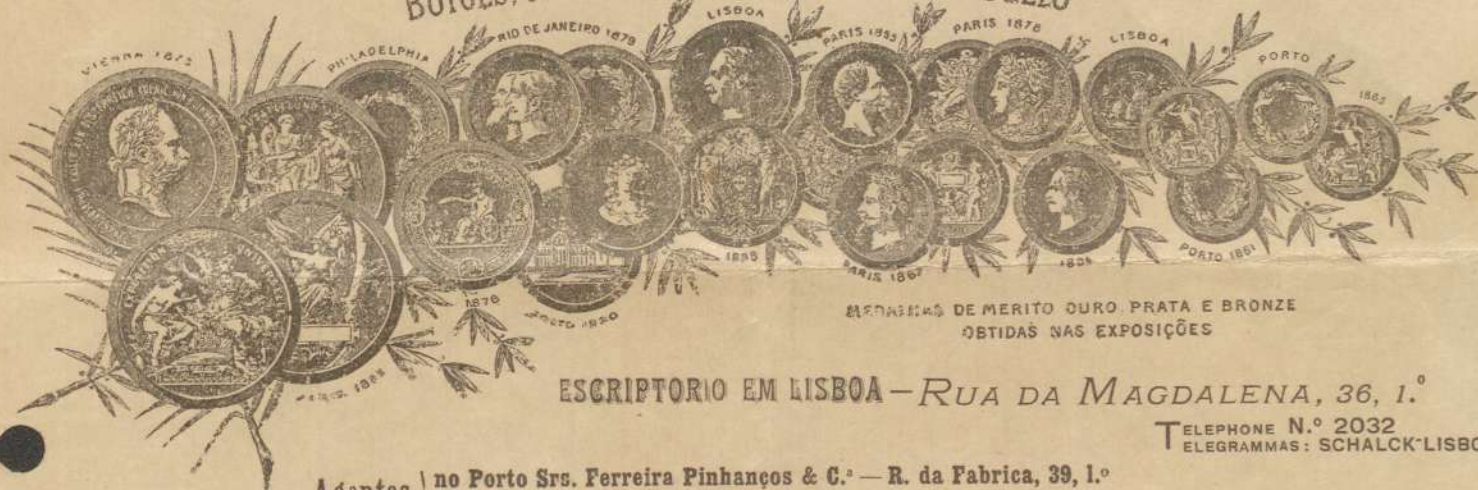 BOTÕES,
LISBOA
RIO DE JANEIRO 1879
PARIS 1855
PARIS 1878
LISBOA
PHILADELPHIA
PORTO
VIENNA 1873
1865
1895
PARIS 1867
PORTO 1861
1876
MEDALHAS DE MERITO OURO PRATA E BRONZE
OBTIDAS NAS EXPOSIÇÕES
ESCRIPTORIO EM LISBOA – RUA DA MAGDALENA, 36, 1.º
TELEPHONE N.º 2032
TELEGRAMMAS: SCHALCK-LISBO
Agentes no Porto Srs. Ferreira Pinhanços & C.ª — R. da Fabrica, 39, 1.º